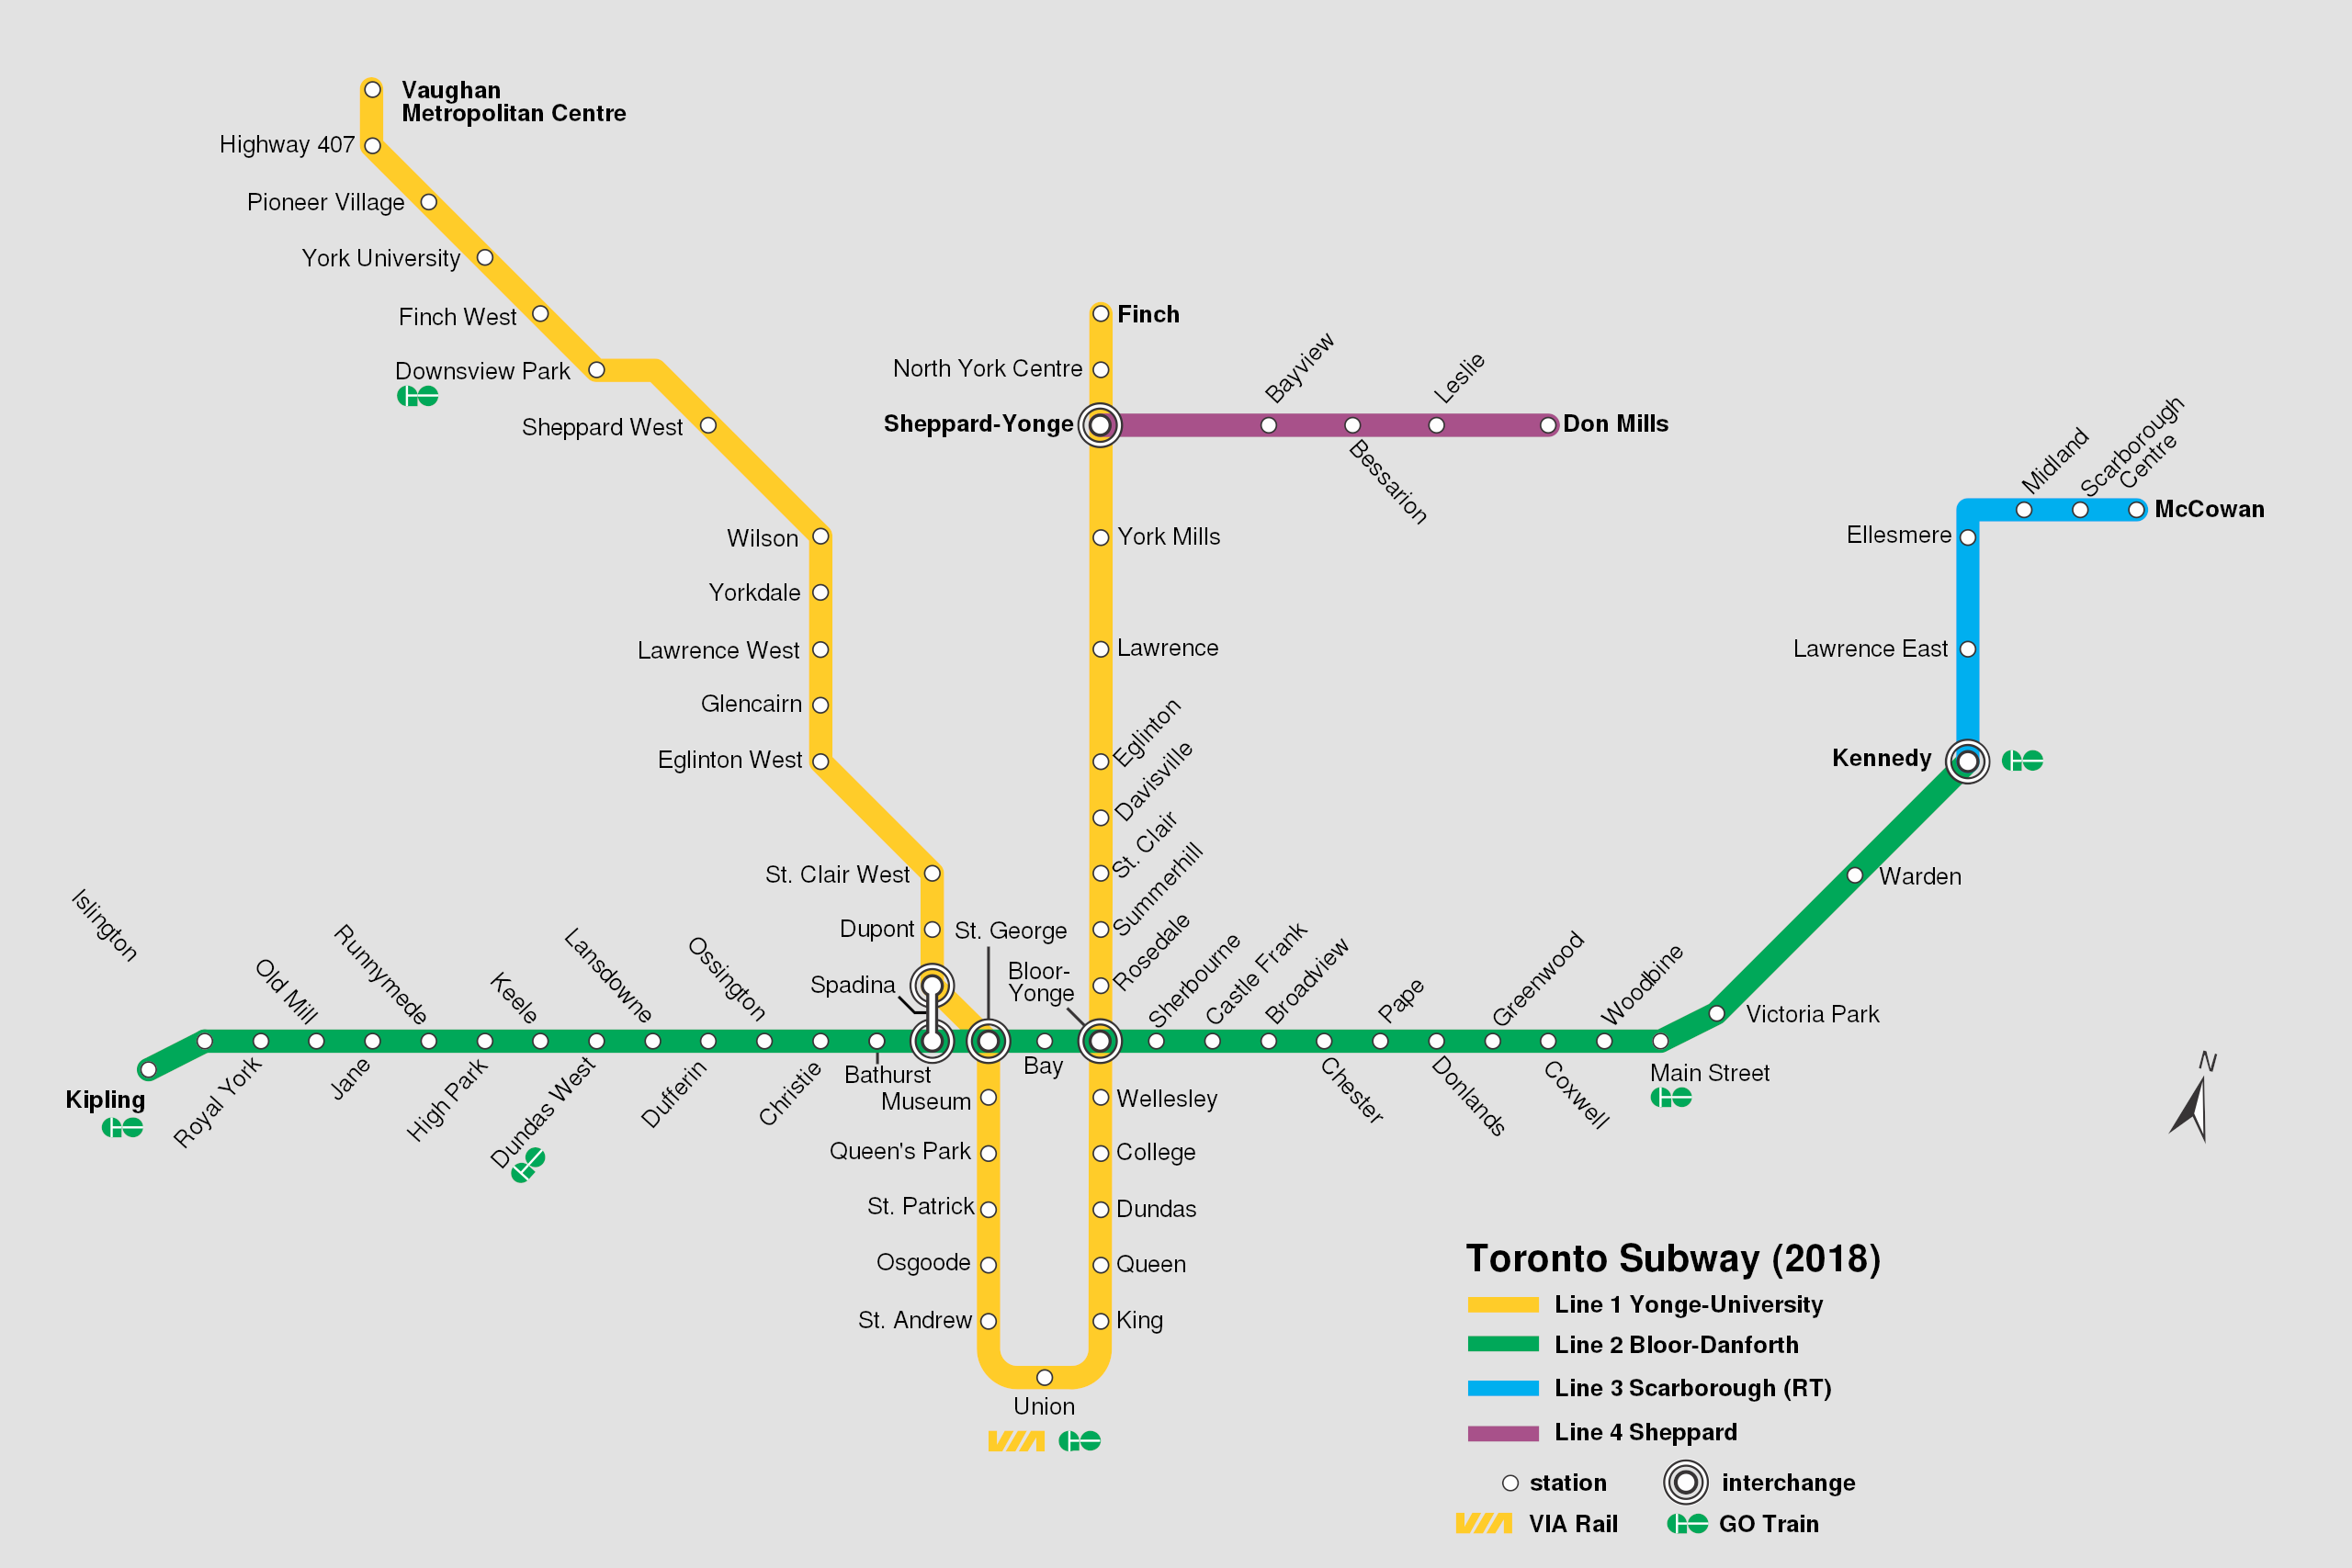 Vaughan
Metropolitan Centre
Highway 407
Pioneer Village
York University
Finch West
Downsview Park
Sheppard West
Wilson
Yorkdale
Lawrence West
Glencairn
Eglinton West
St. Clair West
Dupont
Spadina
St. George
Finch
North York Centre
Sheppard-Yonge
Bayview
Bessarion
Leslie
Don Mills
York Mills
Lawrence
Eglinton
Davisville
St. Clair
Summerhill
Rosedale
Bloor-
Yonge
Midland
Scarborough
Centre
McCowan
Ellesmere
Lawrence East
Kennedy
Warden
Victoria Park
Islington
Kipling
Royal York
Old Mill
Jane
Runnymede
High Park
Keele
Dundas West
Lansdowne
Dufferin
Ossington
Christie
Bathurst
Bay
Sherbourne
Castle Frank
Broadview
Chester
Pape
Donlands
Greenwood
Coxwell
Woodbine
Main Street
Museum
Queen's Park
St. Patrick
Osgoode
St. Andrew
Union
VIA
Wellesley
College
Dundas
Queen
King
N
Toronto Subway (2018)
Line 1 Yonge-University
Line 2 Bloor-Danforth
Line 3 Scarborough (RT)
Line 4 Sheppard
station
interchange
VIA VIA Rail
GO Train